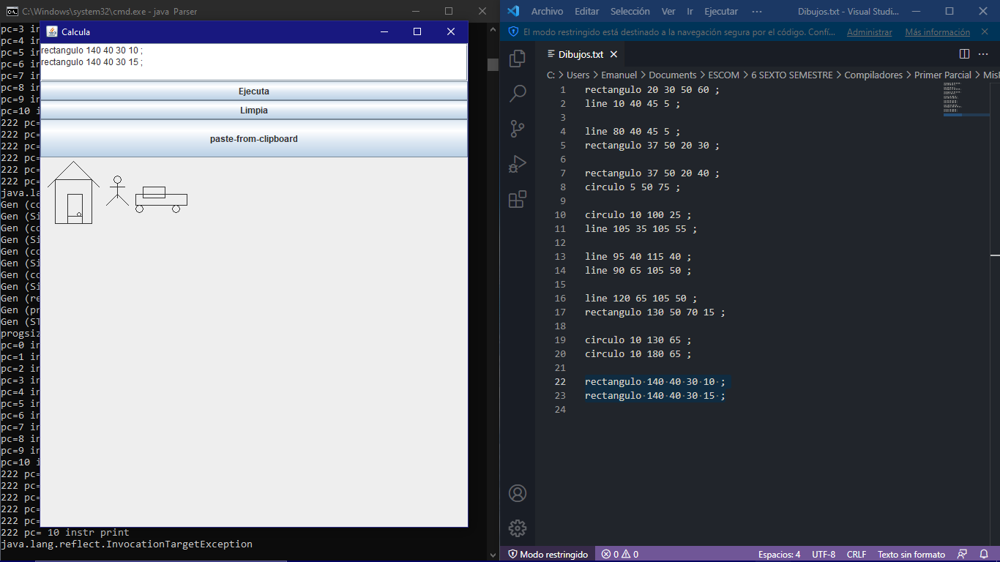 C:\Windows\system32\cmd.exe - java Parser
pc=3 in
pc=4 in
pc=5 in
pc=6 in
pc=7 in
pc=8 in
pc=9 in
pc=10 i
222 pc=
222 pc=
222 pc=
222 pc=
222 pc=
222 pc=
java.la
Gen (co
Gen (Si
Gen (co
Gen (Si
Gen (co
Gen (Si
Gen (co
Gen (Si
Gen (re
Gen (pr
Gen (ST
progsiz
pc=0 in
pc=1 in
pc=2 in
pc=3 in
pc=4 in
pc=5 in
pc=6 in
pc=7 in
pc=8 in
pc=9 in
pc=10 i
222 pc=
222 pc=
222 pc=
222 pc=
222 pc=
222 pc= 10 instr print
java.lang.reflect.InvocationTargetException
Calcula
rectangulo 140 40 30 10 ;
rectangulo 140 40 30 15 ;
Ejecuta
Limpia
paste-from-clipboard
Archivo Editar Selección Ver Ir Ejecutar ··· Dibujos.txt - Visual Studi...
El modo restringido está destinado a la navegación segura por el código. Confí... Administrar Más información
Dibujos.txt
C: > Users > Emanuel > Documents > ESCOM > 6 SEXTO SEMESTRE > Compiladores > Primer Parcial > Misl
1 rectangulo 20 30 50 60 ;
2 line 10 40 45 5 ;
3
4 line 80 40 45 5 ;
5 rectangulo 37 50 20 30 ;
6
7 rectangulo 37 50 20 40 ;
8 circulo 5 50 75 ;
9
10 circulo 10 100 25 ;
11 line 105 35 105 55 ;
12
13 line 95 40 115 40 ;
14 line 90 65 105 50 ;
15
16 line 120 65 105 50 ;
17 rectangulo 130 50 70 15 ;
18
19 circulo 10 130 65 ;
20 circulo 10 180 65 ;
21
22 rectangulo·140·40·30·10·;
23 rectangulo·140·40·30·15·;
24
Modo restringido 0 0 Espacios: 4 UTF-8 CRLF Texto sin formato